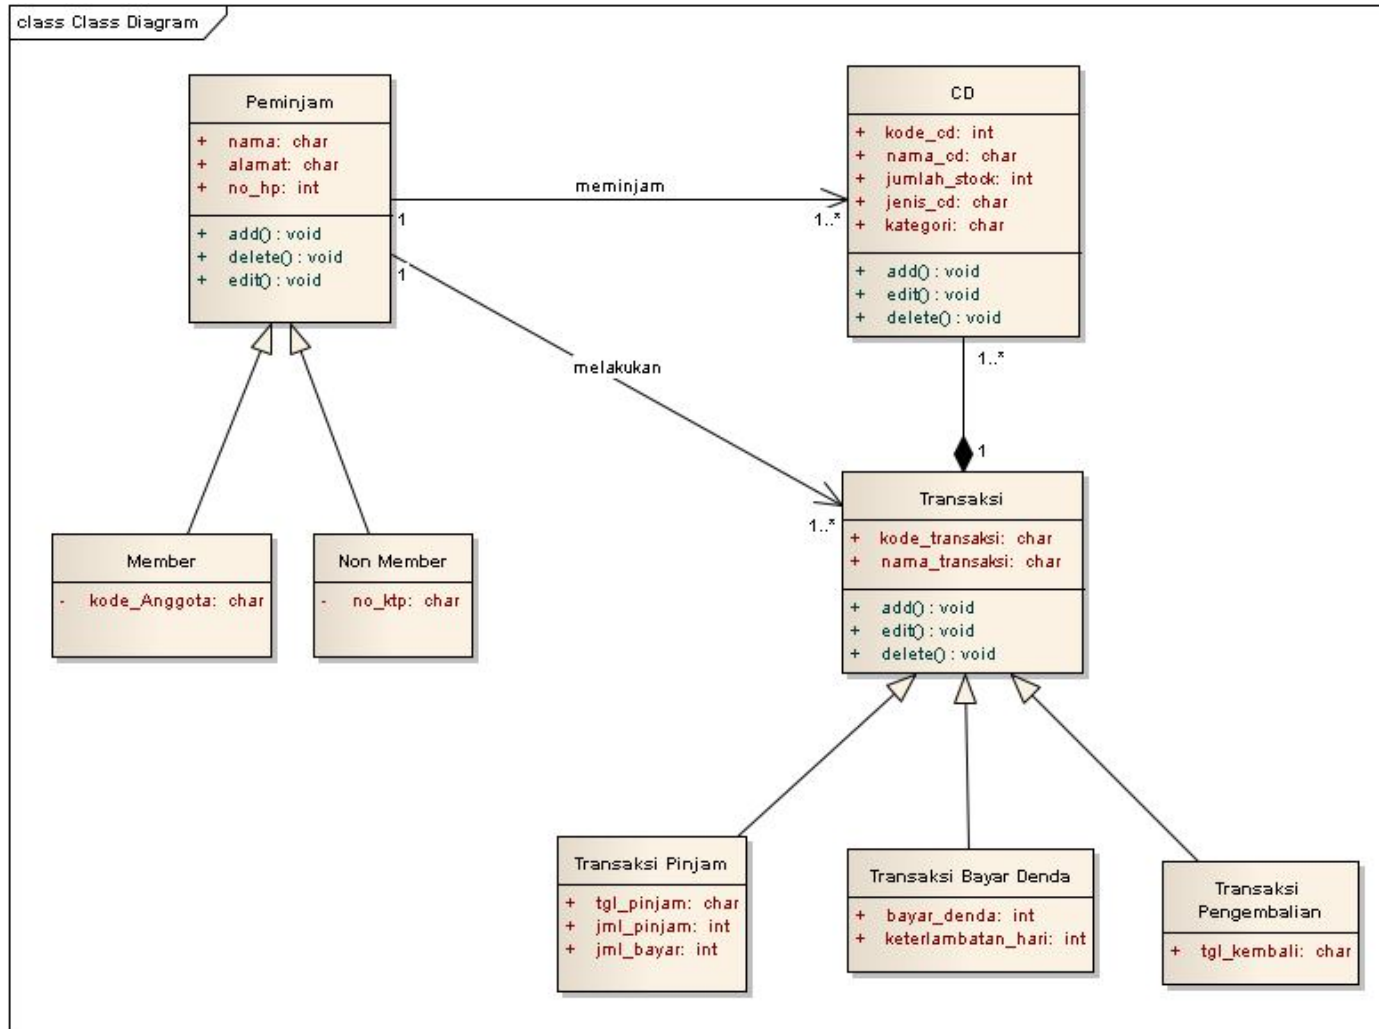 class Class Diagram
Peminjam
+ nama: char
+ alamat: char
+ no_hp: int
+ add() : void
+ delete() : void
+ edit() : void
CD
+ kode_cd: int
+ nama_cd: char
+ jumlah_stock: int
+ jenis_cd: char
+ kategori: char
+ add() : void
+ edit() : void
+ delete() : void
meminjam
1
1..*
1
melakukan
1..*
1..*
1
Transaksi
+ kode_transaksi: char
+ nama_transaksi: char
+ add() : void
+ edit() : void
+ delete() : void
Member
- kode_Anggota: char
Non Member
- no_ktp: char
Transaksi Pinjam
+ tgl_pinjam: char
+ jml_pinjam: int
+ jml_bayar: int
Transaksi Bayar Denda
+ bayar_denda: int
+ keterlambatan_hari: int
Transaksi
Pengembalian
+ tgl_kembali: char